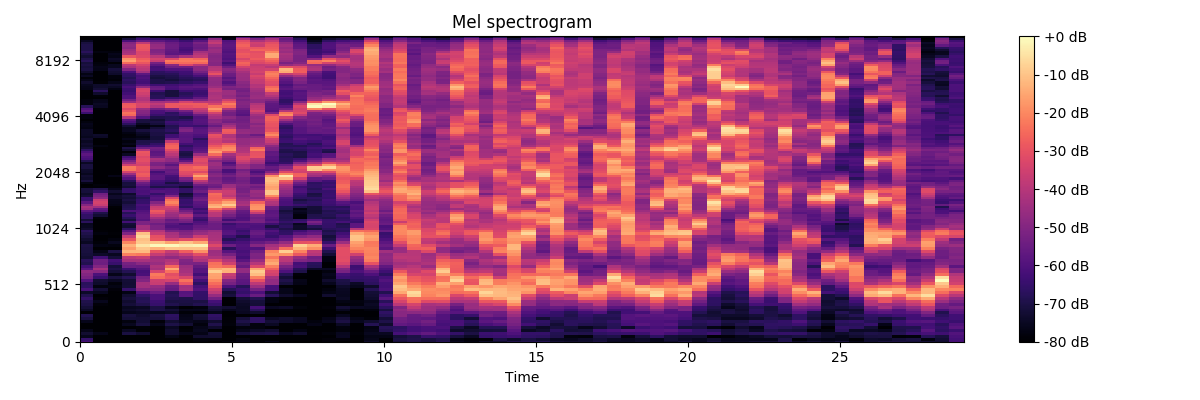 Mel spectrogram
Hz
8192
4096
2048
1024
512
0
0 5 10 15 20 25
Time
+0 dB
-10 dB
-20 dB
-30 dB
-40 dB
-50 dB
-60 dB
-70 dB
-80 dB